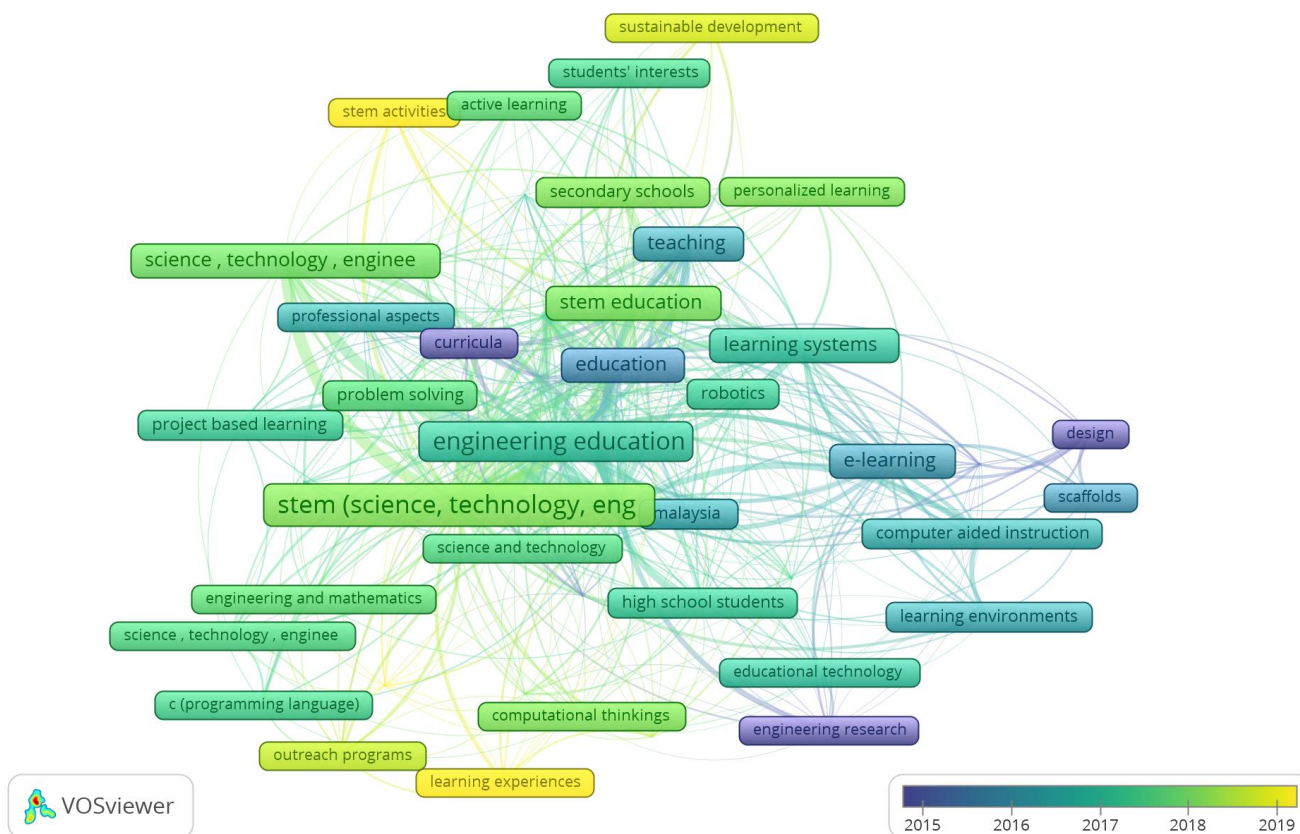 sustainable development
students' interests
stem activities
active learning
secondary schools
personalized learning
teaching
science , technology , enginee
stem education
professional aspects
curricula
learning systems
education
problem solving
robotics
project based learning
engineering education
design
e-learning
scaffolds
stem (science, technology, eng
malaysia
computer aided instruction
science and technology
engineering and mathematics
high school students
learning environments
science , technology , enginee
educational technology
c (programming language)
computational thinkings
engineering research
outreach programs
learning experiences
VOSviewer
2015 2016 2017 2018 2019